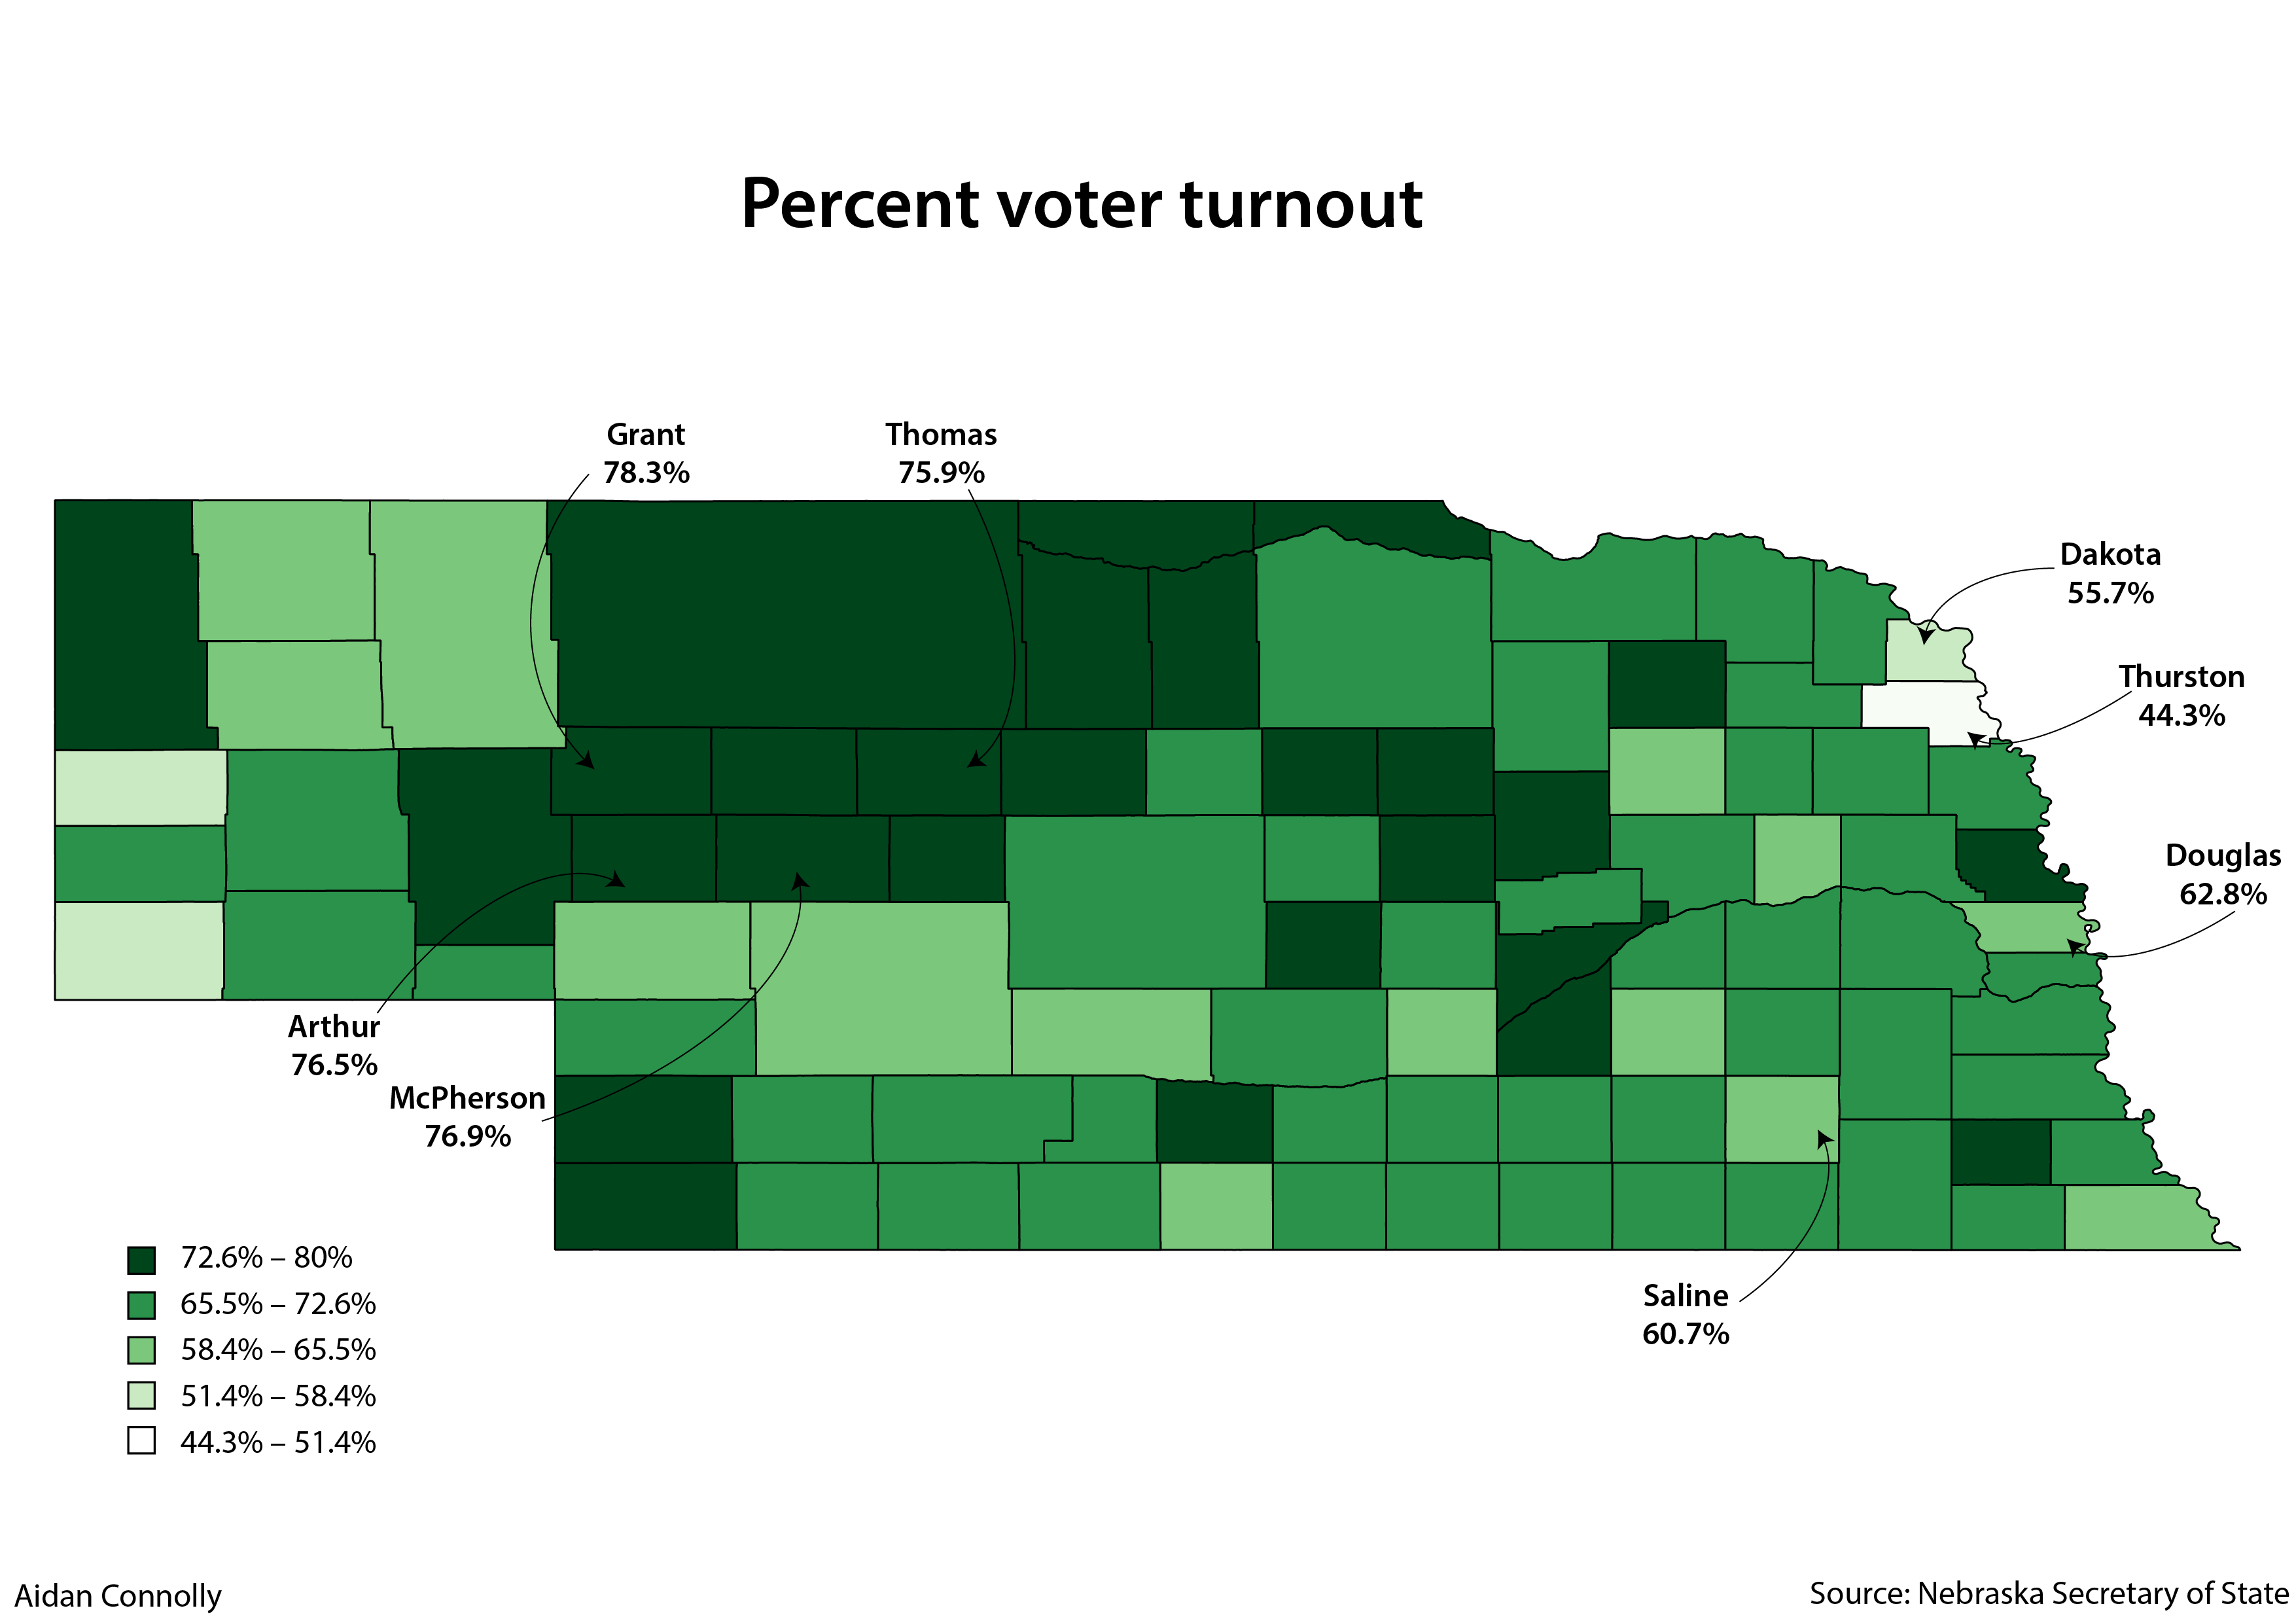 Percent voter turnout
Grant
78.3%
Thomas
75.9%
Dakota
55.7%
Thurston
44.3%
Douglas
62.8%
Arthur
76.5%
McPherson
76.9%
Saline
60.7%
72.6% – 80%
65.5% – 72.6%
58.4% – 65.5%
51.4% – 58.4%
44.3% – 51.4%
Aidan Connolly
Source: Nebraska Secretary of State